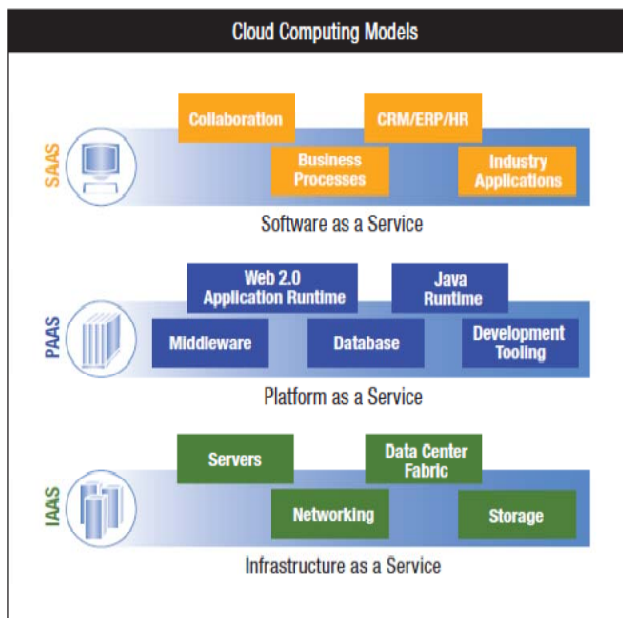 Cloud Computing Models
SAAS
Collaboration
CRM/ERP/HR
Business
Processes
Industry
Applications
Software as a Service
PAAS
Web 2.0
Application Runtime
Java
Runtime
Middleware
Database
Development
Tooling
Platform as a Service
IAAS
Servers
Data Center
Fabric
Networking
Storage
Infrastructure as a Service